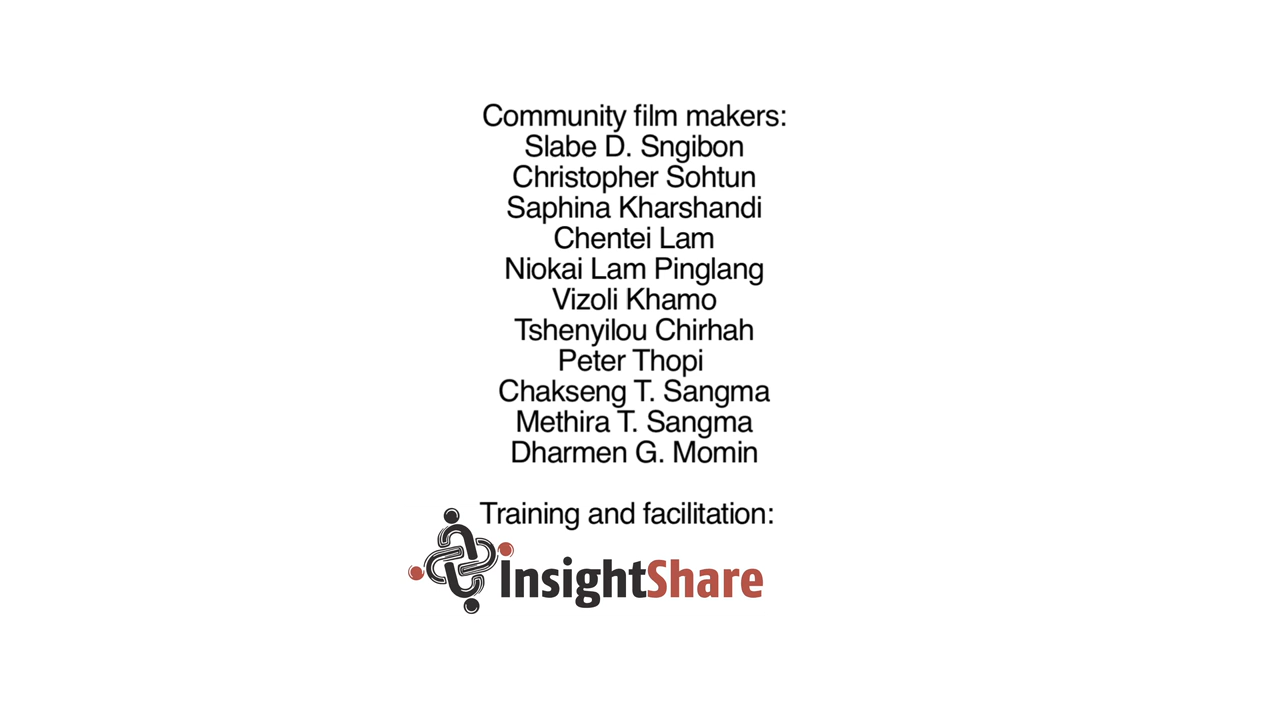 Community film makers:
Slabe D. Sngibon
Christopher Sohtun
Saphina Kharshandi
Chentei Lam
Niokai Lam Pinglang
Vizoli Khamo
Tshenyilou Chirhah
Peter Thopi
Chakseng T. Sangma
Methira T. Sangma
Dharmen G. Momin
Training and facilitation:
InsightShare